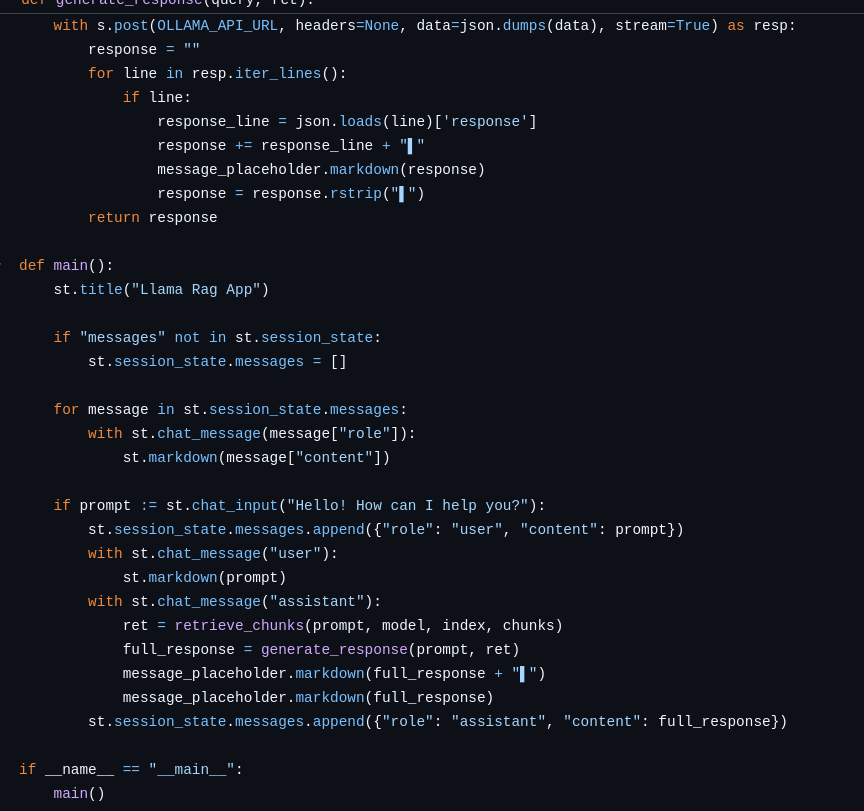 def generate_response(query, ret):
    with s.post(OLLAMA_API_URL, headers=None, data=json.dumps(data), stream=True) as resp:
        response = ""
        for line in resp.iter_lines():
            if line:
                response_line = json.loads(line)['response']
                response += response_line + "▌"
                message_placeholder.markdown(response)
                response = response.rstrip("▌")
        return response

def main():
    st.title("Llama Rag App")

    if "messages" not in st.session_state:
        st.session_state.messages = []

    for message in st.session_state.messages:
        with st.chat_message(message["role"]):
            st.markdown(message["content"])

    if prompt := st.chat_input("Hello! How can I help you?"):
        st.session_state.messages.append({"role": "user", "content": prompt})
        with st.chat_message("user"):
            st.markdown(prompt)
        with st.chat_message("assistant"):
            ret = retrieve_chunks(prompt, model, index, chunks)
            full_response = generate_response(prompt, ret)
            message_placeholder.markdown(full_response + "▌")
            message_placeholder.markdown(full_response)
        st.session_state.messages.append({"role": "assistant", "content": full_response})

if __name__ == "__main__":
    main()